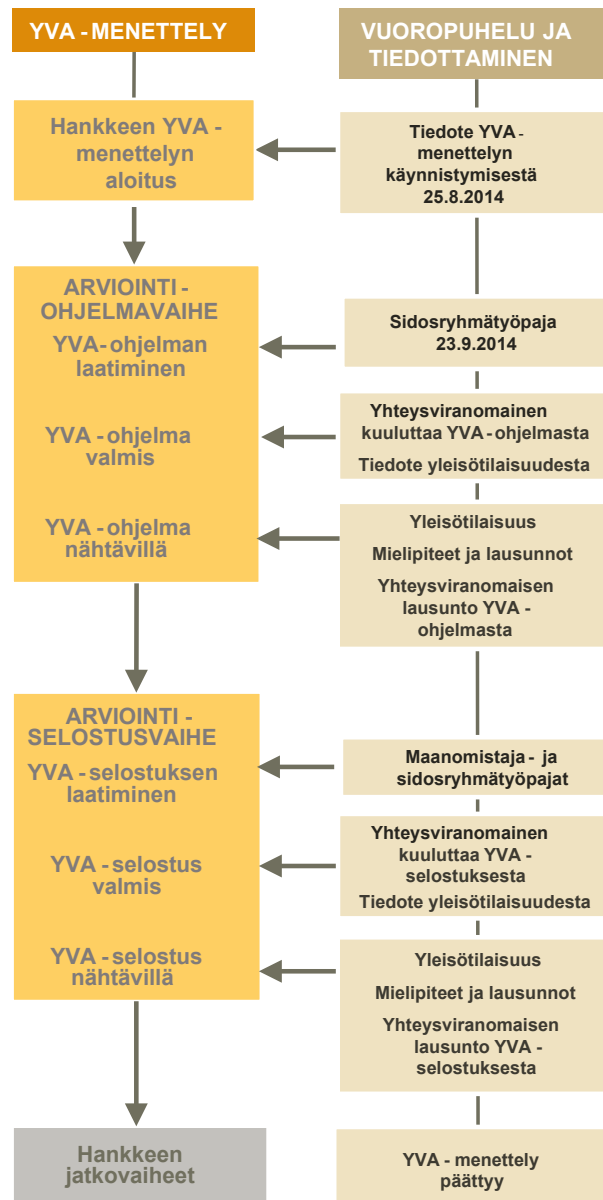 YVA - MENETTELY
VUOROPUHELU JA
TIEDOTTAMINEN
Hankkeen YVA -
menettelyn
aloitus
Tiedote YVA -
menettelyn
käynnistymisestä
25.8.2014
ARVIOINTI -
OHJELMAVAIHE
YVA- ohjelman
laatiminen
Sidosryhmätyöpaja
23.9.2014
YVA - ohjelma
valmis
Yhteysviranomainen
kuuluttaa YVA - ohjelmasta
Tiedote yleisötilaisuudesta
YVA - ohjelma
nähtävillä
Yleisötilaisuus
Mielipiteet ja lausunnot
Yhteysviranomaisen
lausunto YVA -
ohjelmasta
ARVIOINTI -
SELOSTUSVAIHE
YVA - selostuksen
laatiminen
Maanomistaja - ja
sidosryhmätyöpajat
YVA - selostus
valmis
Yhteysviranomainen
kuuluttaa YVA -
selostuksesta
Tiedote yleisötilaisuudesta
YVA - selostus
nähtävillä
Yleisötilaisuus
Mielipiteet ja lausunnot
Yhteysviranomaisen
lausunto YVA -
selostuksesta
Hankkeen
jatkovaiheet
YVA - menettely
päättyy